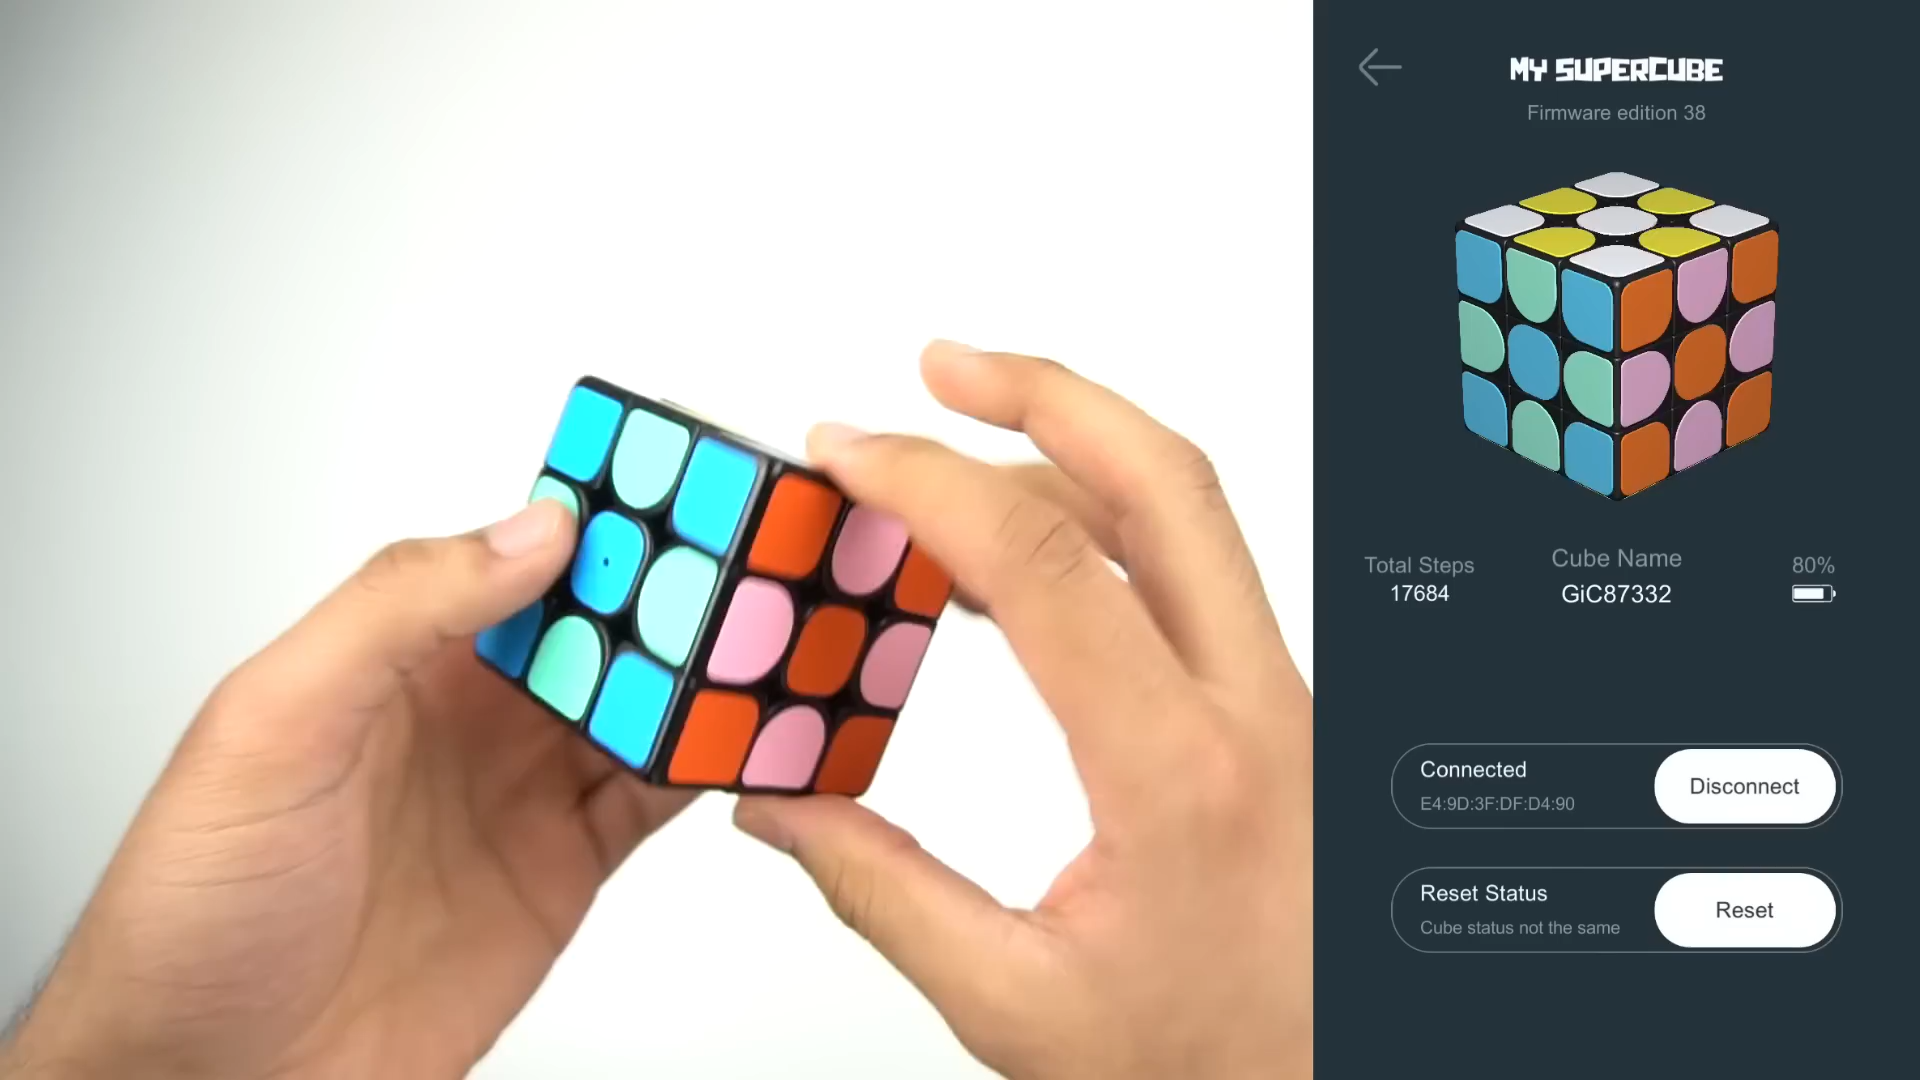 MY SUPERCUBE
Firmware edition 38
Total Steps
17684
Cube Name
GiC87332
80%
Connected
E4:9D:3F:DF:D4:90
Disconnect
Reset Status
Cube status not the same
Reset